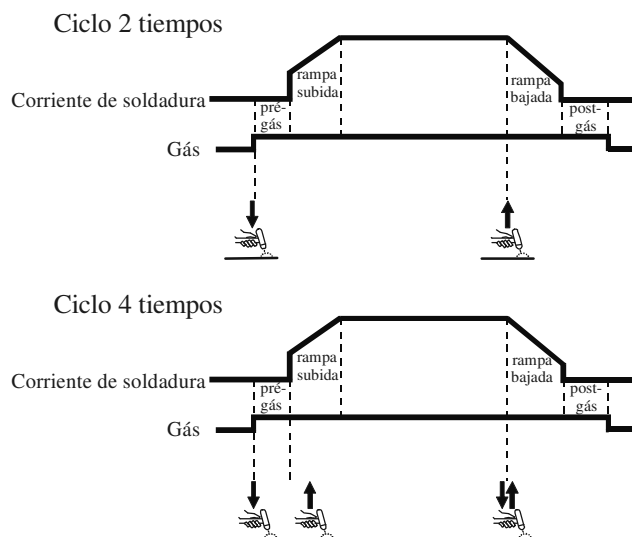 Ciclo 2 tiempos
rampa
subida
rampa
bajada
Corriente de soldadura
pré-
gás
post-
gás
Gás
Ciclo 4 tiempos
rampa
subida
rampa
bajada
Corriente de soldadura
pré-
gás
post-
gás
Gás